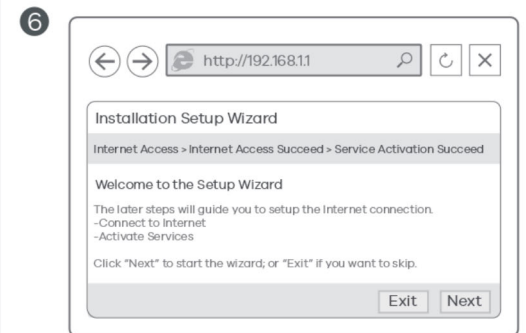 6
http://192.168.1.1
Installation Setup Wizard
Internet Access > Internet Access Succeed > Service Activation Succeed
Welcome to the Setup Wizard
The later steps will guide you to setup the Internet connection.
-Connect to Internet
-Activate Services
Click "Next" to start the wizard; or "Exit" if you want to skip.
Exit Next